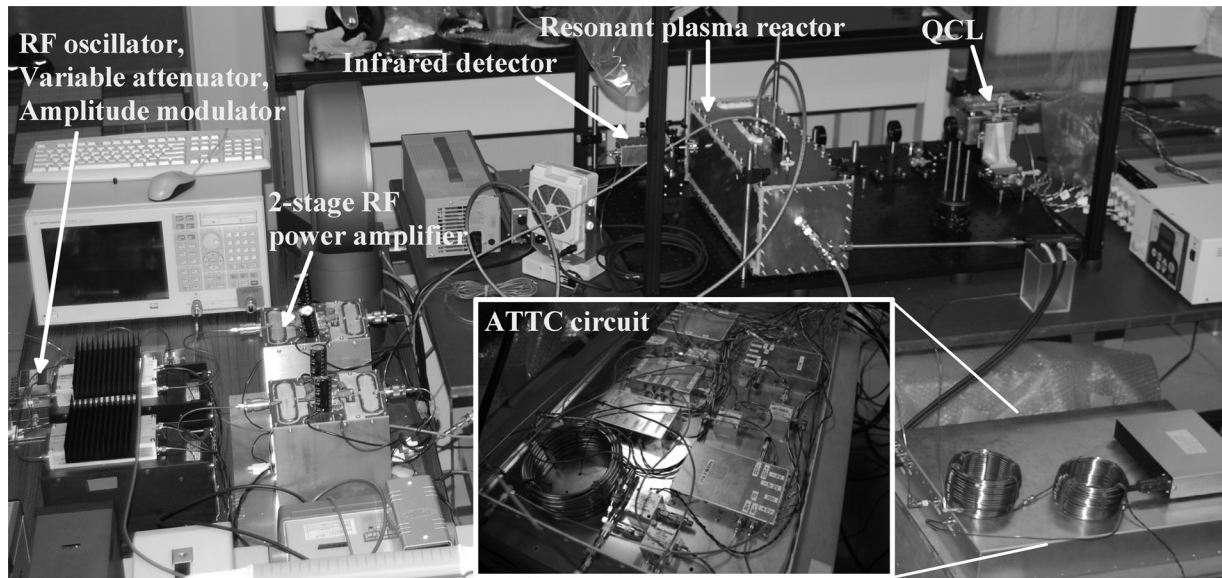 RF oscillator,
Variable attenuator,
Amplitude modulator
Infrared detector
Resonant plasma reactor
QCL
2-stage RF
power amplifier
ATTC circuit